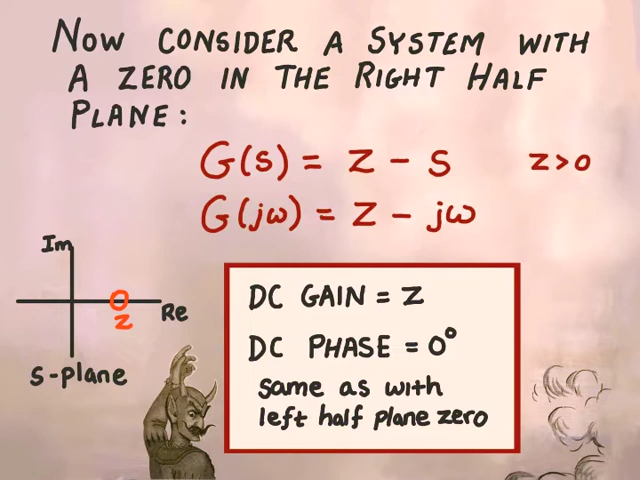 Now consider a system with
a zero in the right half
plane:
G(s) = z - s z>0
G(jω) = z - jω
Im
Re
z
s-plane
DC GAIN = z
DC PHASE = 0°
same as with
left half plane zero